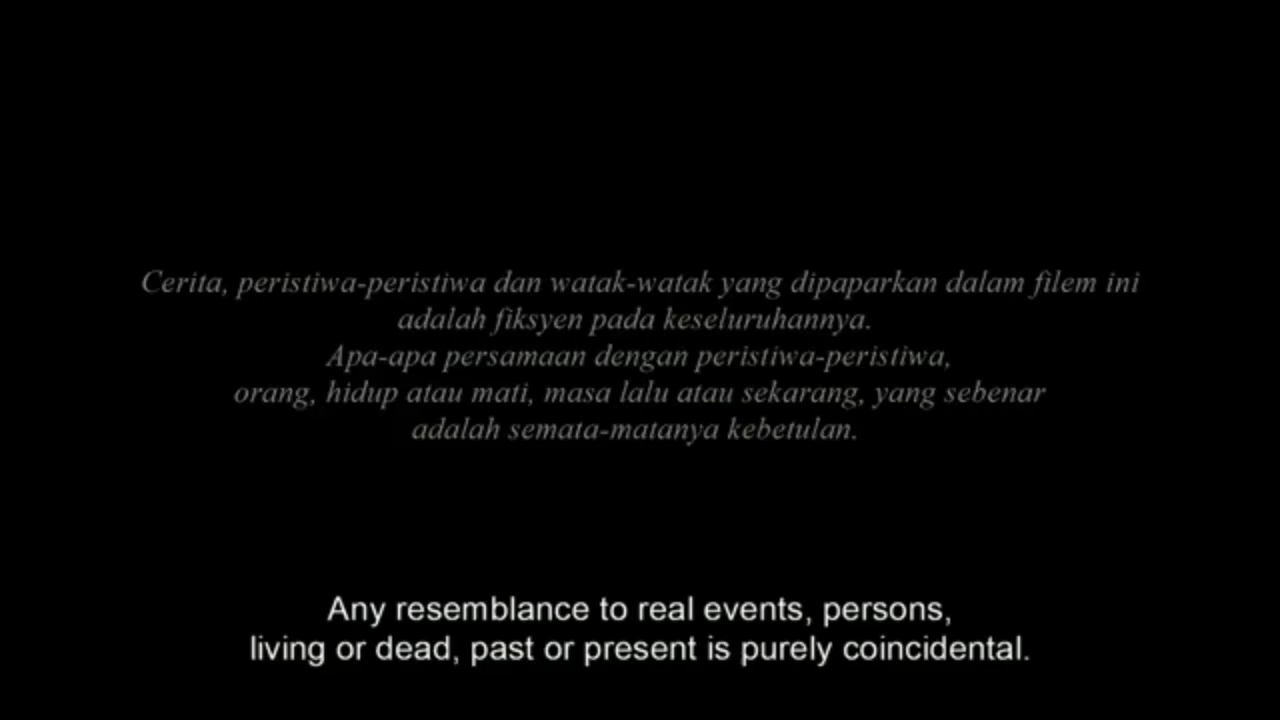 Cerita, peristiwa-peristiwa dan watak-watak yang dipaparkan dalam filem ini
adalah fiksyen pada keseluruhannya.
Apa-apa persamaan dengan peristiwa-peristiwa,
orang, hidup atau mati, masa lalu atau sekarang, yang sebenar
adalah semata-matanya kebetulan.
Any resemblance to real events, persons,
living or dead, past or present is purely coincidental.